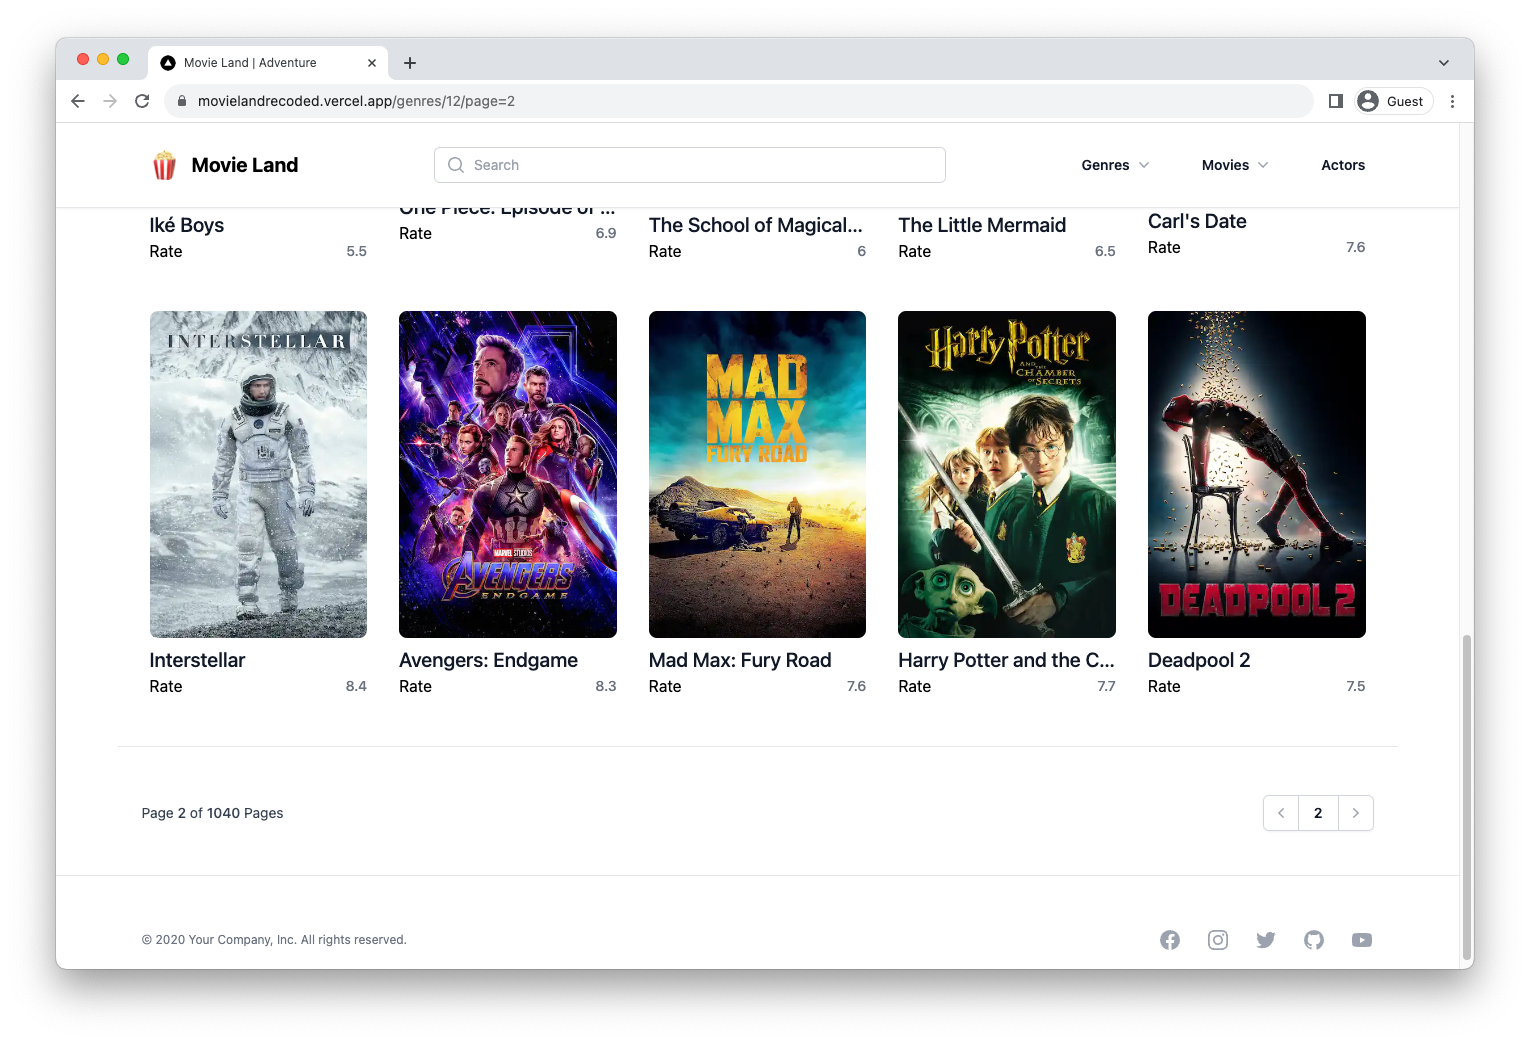 Movie Land | Adventure
movielandrecoded.vercel.app/genres/12/page=2
Guest
Movie Land
Search
Genres
Movies
Actors
Iké Boys
Rate 5.5
One Piece: Episode of ...
Rate 6.9
The School of Magical...
Rate 6
The Little Mermaid
Rate 6.5
Carl's Date
Rate 7.6
INTERSTELLAR
MARVEL STUDIOS
AVENGERS
ENDGAME
MAD
MAX
FURY ROAD
Harry Potter
AND THE
CHAMBER
OF SECRETS
DEADPOOL 2
Interstellar
Rate 8.4
Avengers: Endgame
Rate 8.3
Mad Max: Fury Road
Rate 7.6
Harry Potter and the C...
Rate 7.7
Deadpool 2
Rate 7.5
Page 2 of 1040 Pages
2
© 2020 Your Company, Inc. All rights reserved.